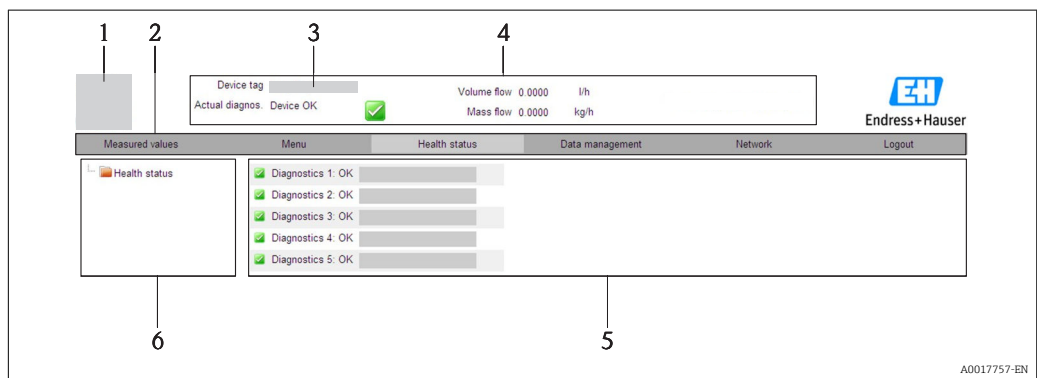 1 2 3 4
Device tag Volume flow 0.0000 l/h
Actual diagnos. Device OK Mass flow 0.0000 kg/h
EH
Endress+Hauser
Measured values Menu Health status Data management Network Logout
Health status
Diagnostics 1: OK
Diagnostics 2: OK
Diagnostics 3: OK
Diagnostics 4: OK
Diagnostics 5: OK
6 5
A0017757-EN